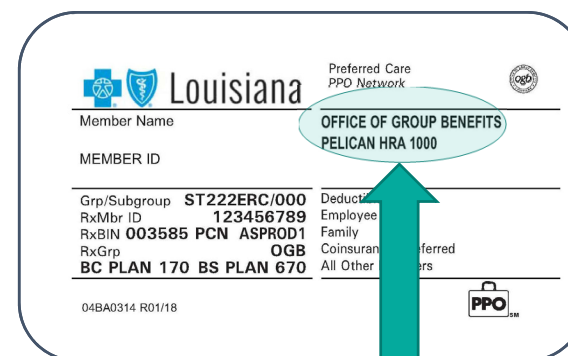 Louisiana
Preferred Care
PPO Network
ogb
Member Name
MEMBER ID
OFFICE OF GROUP BENEFITS
PELICAN HRA 1000
Grp/Subgroup ST222ERC/000
RxMbr ID 123456789
RxBIN 003585 PCN ASPROD1
RxGrp OGB
BC PLAN 170 BS PLAN 670
Employee
Family
All Other
04BA0314 R01/18
PPO SM